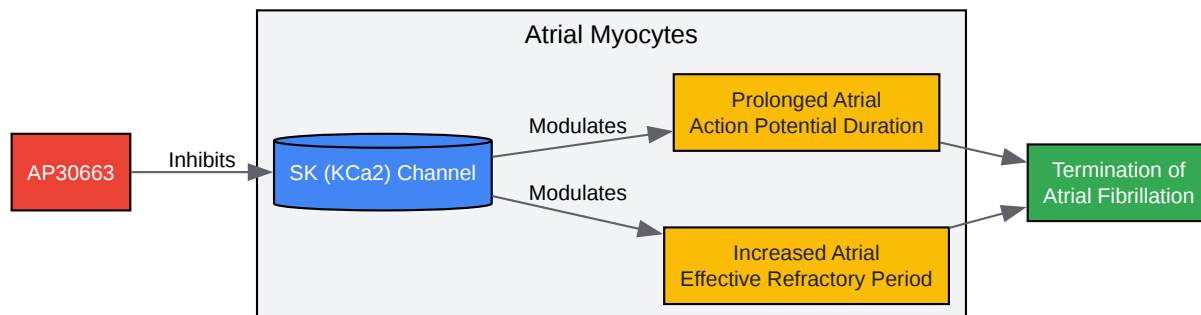 Atrial Myocytes
AP30663
Inhibits
SK (KCa2) Channel
Modulates
Modulates
Prolonged Atrial
Action Potential Duration
Increased Atrial
Effective Refractory Period
Termination of
Atrial Fibrillation